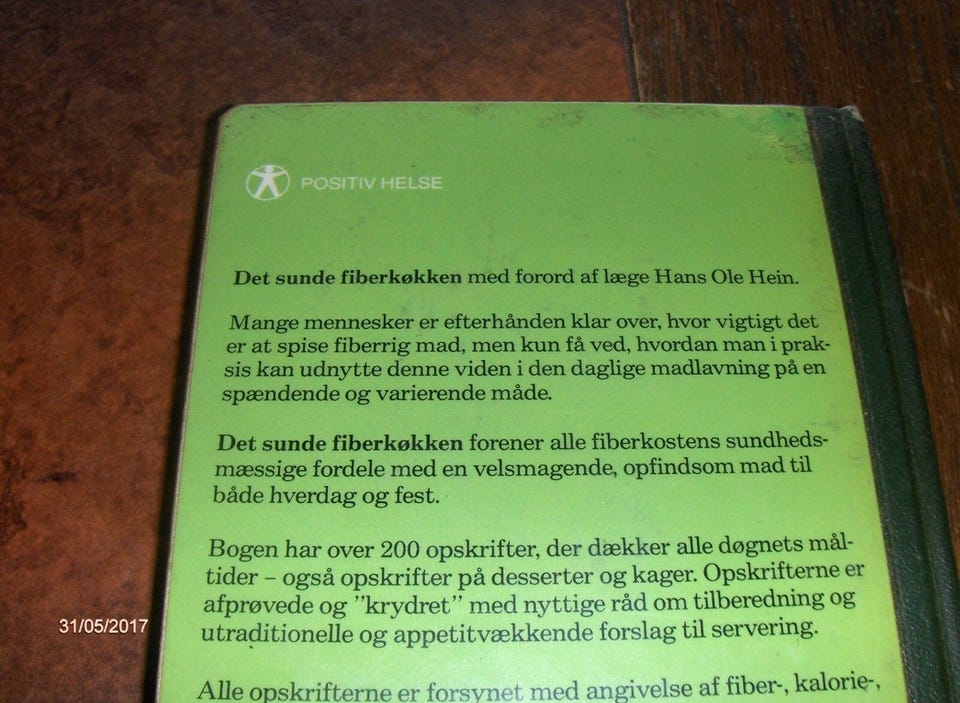 POSITIV HELSE
Det sunde fiberkøkken med forord af læge Hans Ole Hein.
Mange mennesker er efterhånden klar over, hvor vigtigt det
er at spise fiberrig mad, men kun få ved, hvordan man i prak-
sis kan udnytte denne viden i den daglige madlavning på en
spændende og varierende måde.
Det sunde fiberkøkken forener alle fiberkostens sundheds-
mæssige fordele med en velsmagende, opfindsom mad til
både hverdag og fest.
Bogen har over 200 opskrifter, der dækker alle døgnets mål-
tider – også opskrifter på desserter og kager. Opskrifterne er
afprøvede og ”krydret” med nyttige råd om tilberedning og
utraditionelle og appetitvækkende forslag til servering.
Alle opskrifterne er forsynet med angivelse af fiber-, kalorie-,
31/05/2017